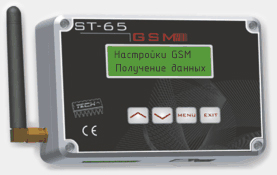 ST-65
GSM
Настройки GSM
Получение данных
TECH
MENU
EXIT
CE